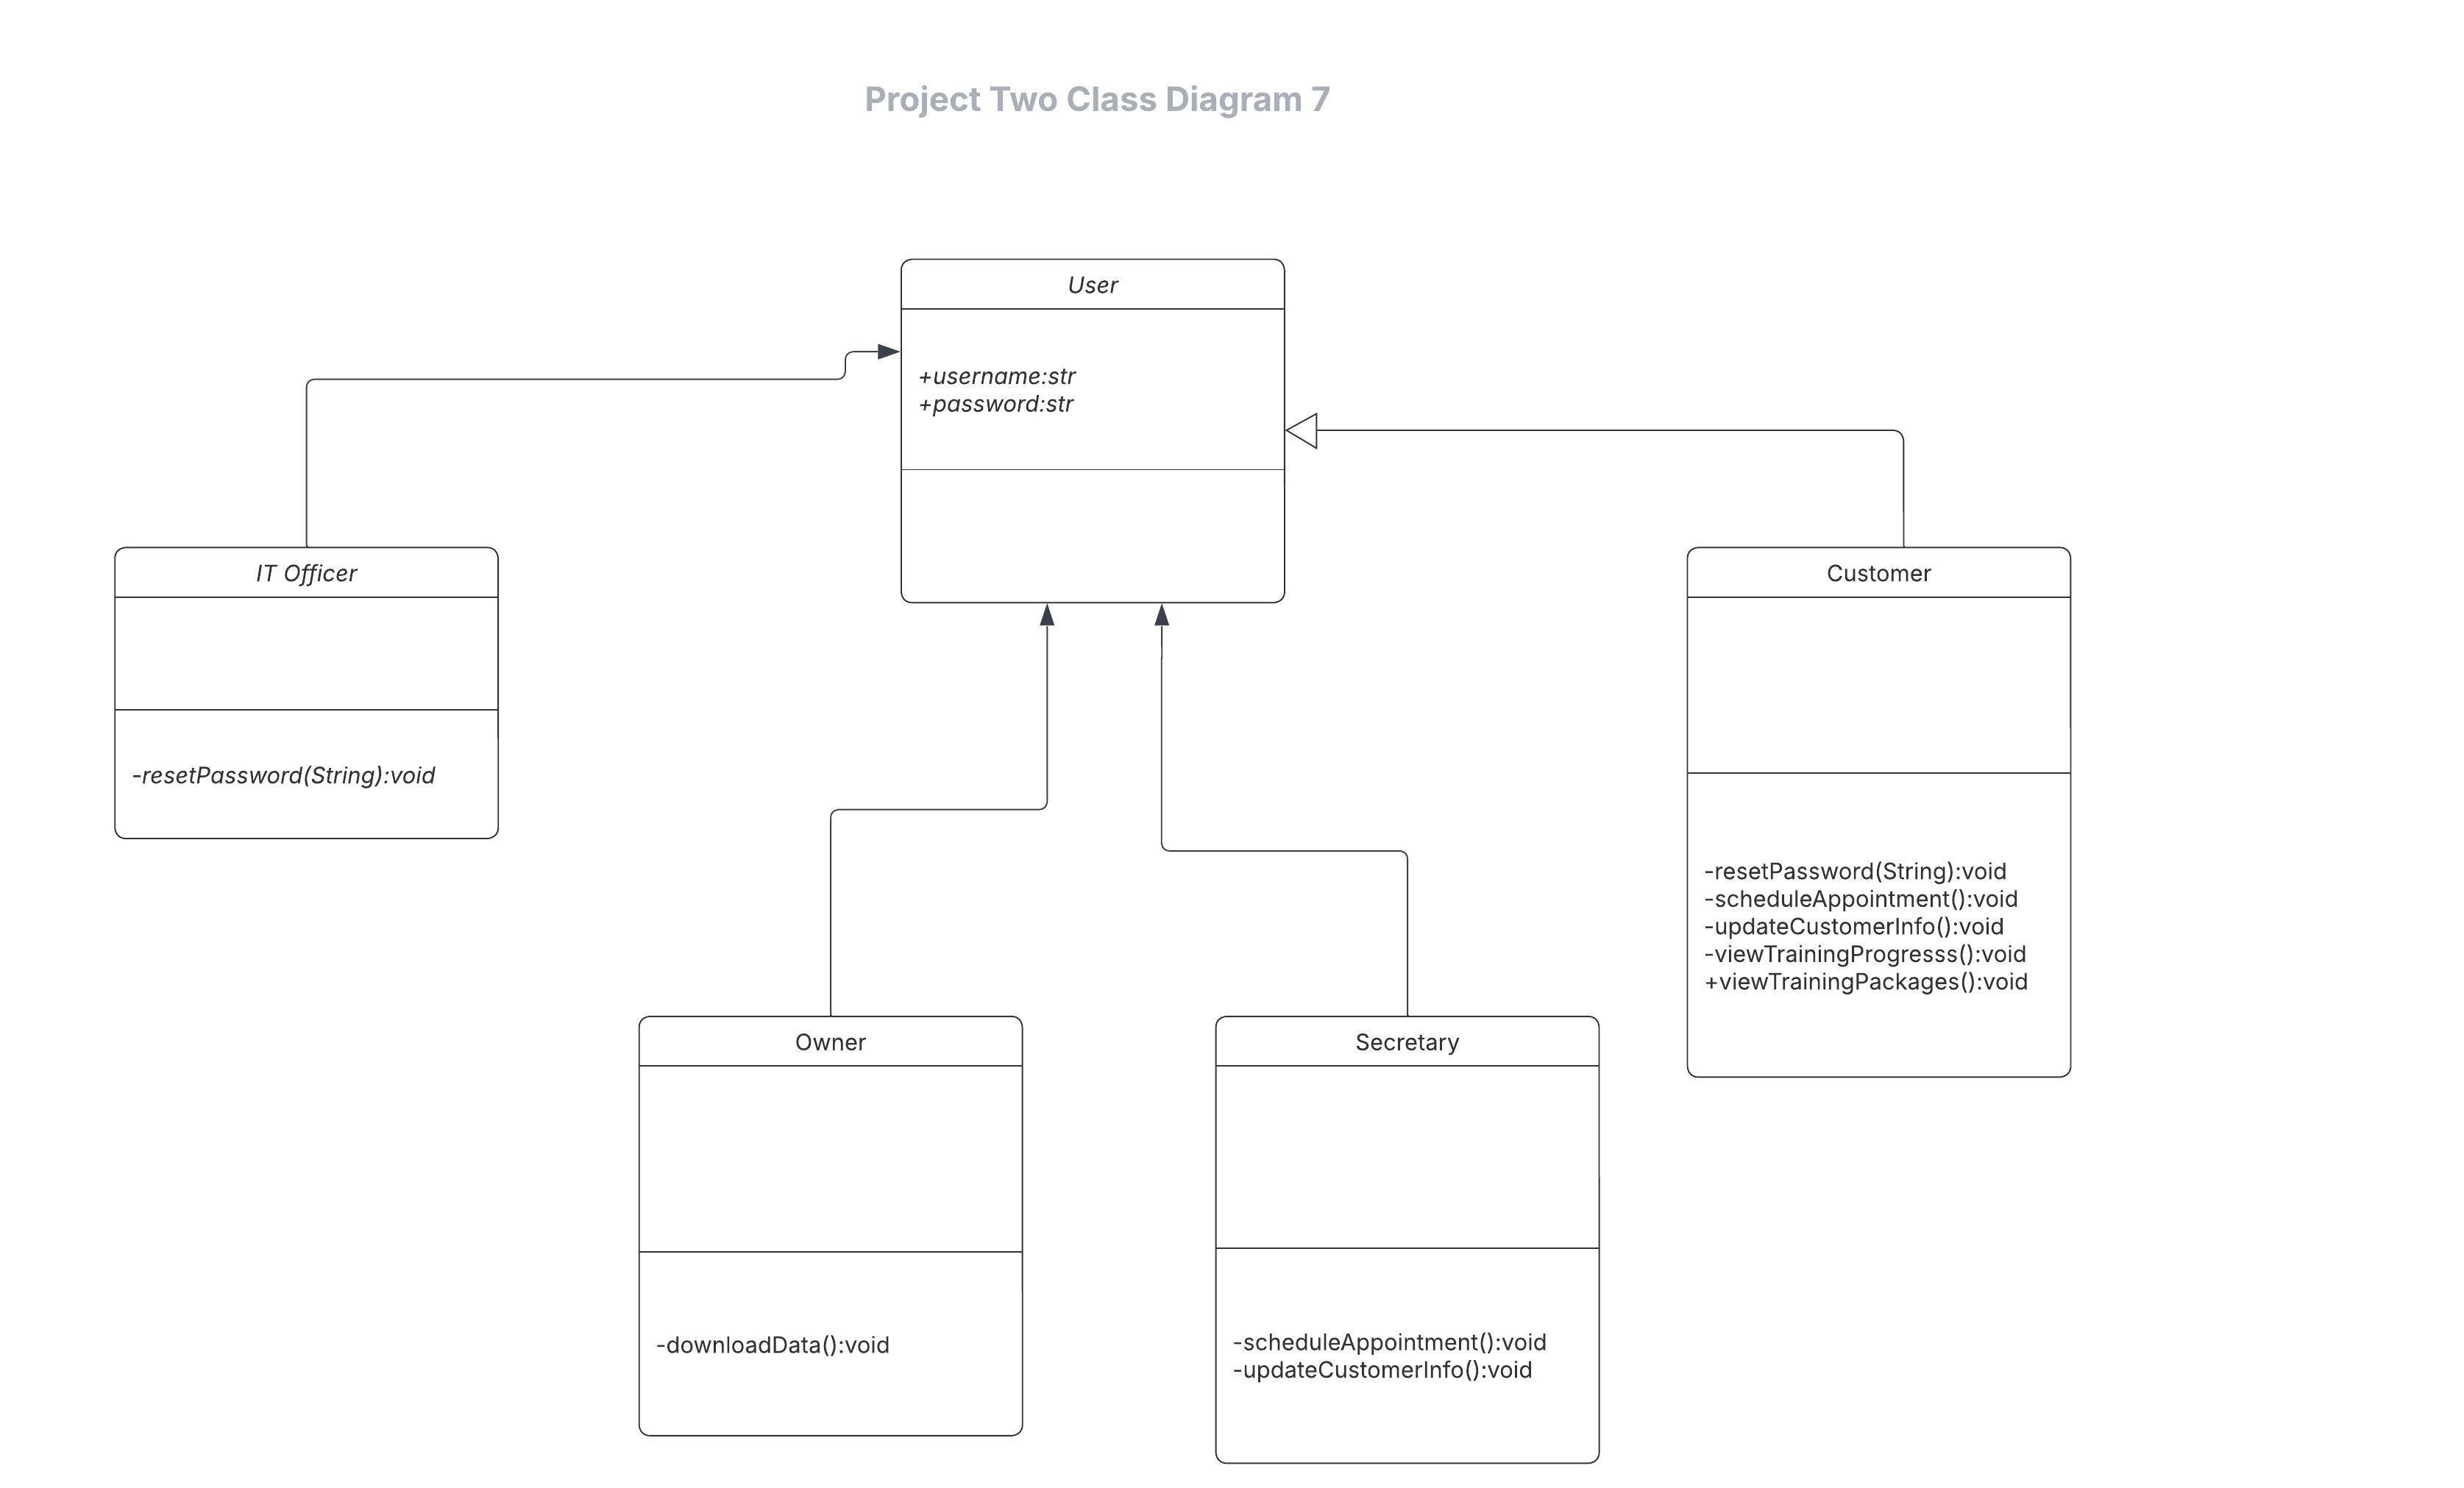 Project Two Class Diagram 7
User
+username:str
+password:str
IT Officer
-resetPassword(String):void
Customer
-resetPassword(String):void
-scheduleAppointment():void
-updateCustomerInfo():void
-viewTrainingProgresss():void
+viewTrainingPackages():void
Owner
-downloadData():void
Secretary
-scheduleAppointment():void
-updateCustomerInfo():void